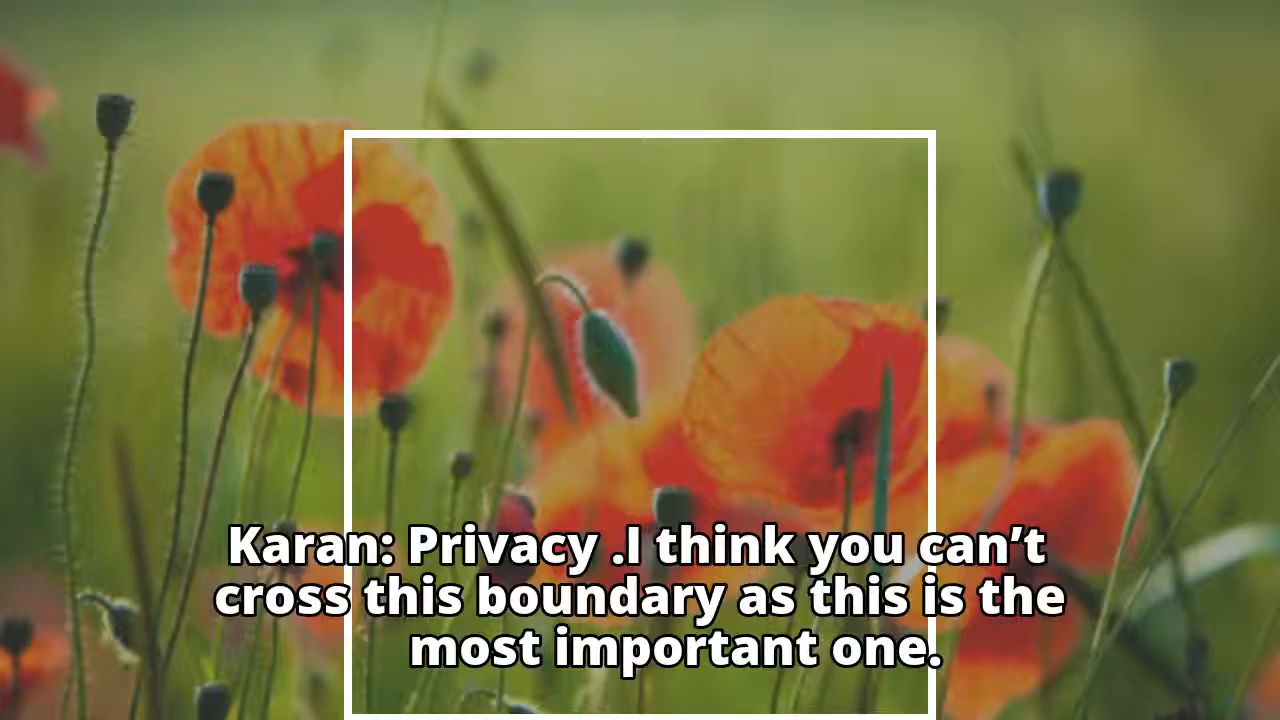 Karan: Privacy .I think you can’t
cross this boundary as this is the
most important one.